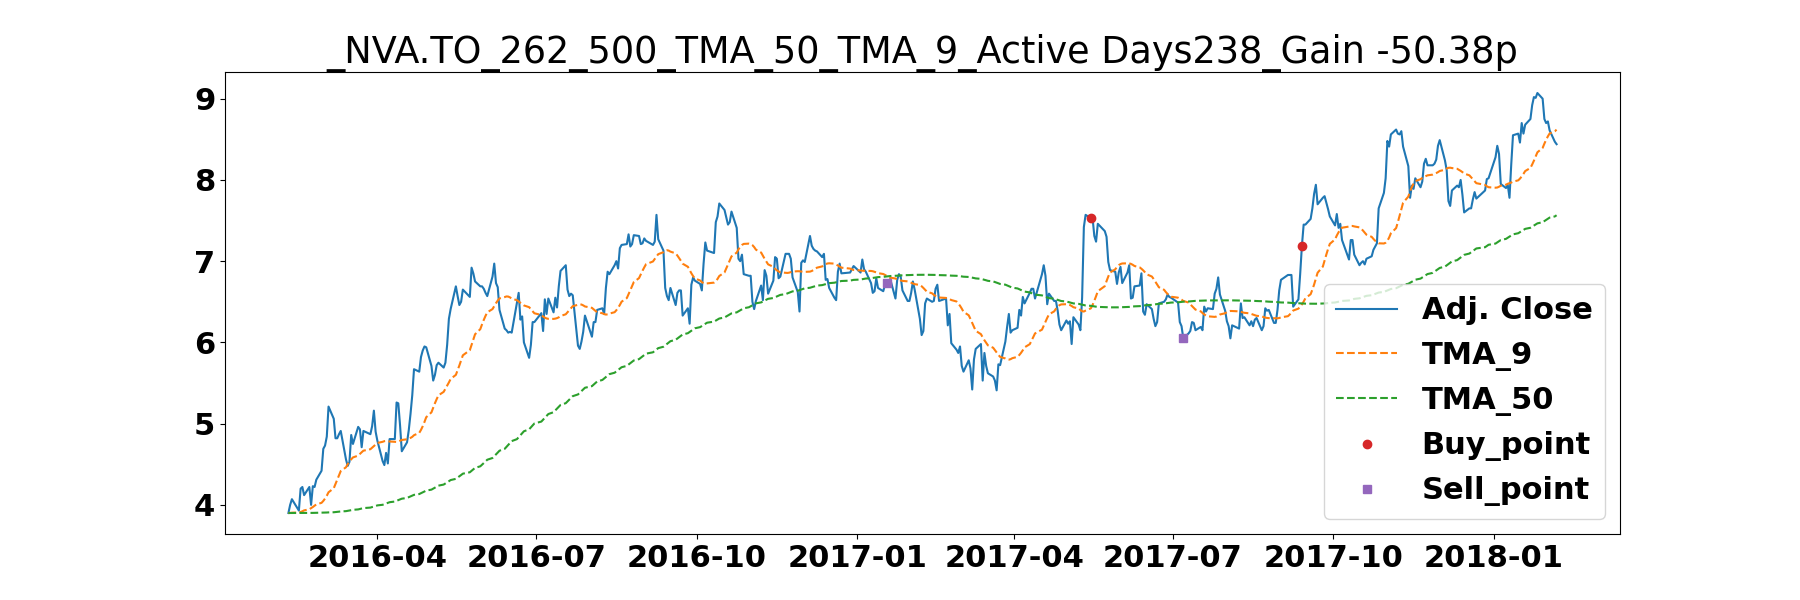 _NVA.TO_262_500_TMA_50_TMA_9_Active Days238_Gain -50.38p
9
8
7
6
5
4
Adj. Close
TMA_9
TMA_50
Buy_point
Sell_point
2016-04 2016-07 2016-10 2017-01 2017-04 2017-07 2017-10 2018-01